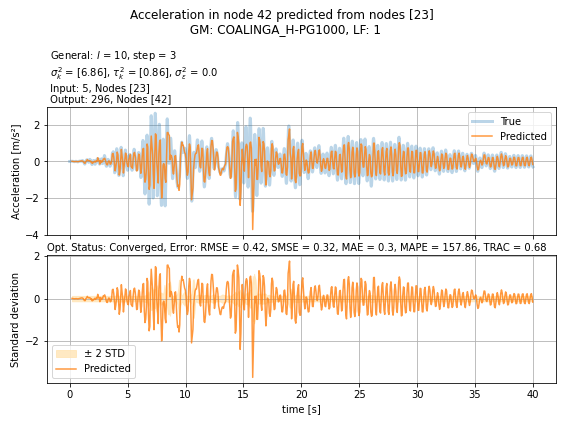 Acceleration in node 42 predicted from nodes [23]
GM: COALINGA_H-PG1000, LF: 1
General: l = 10, step = 3
σ²ₖ = [6.86], τ²ₖ = [0.86], σ²ε = 0.0
Input: 5, Nodes [23]
Output: 296, Nodes [42]
Acceleration [m/s²]
2
0
−2
−4
True
Predicted
Opt. Status: Converged, Error: RMSE = 0.42, SMSE = 0.32, MAE = 0.3, MAPE = 157.86, TRAC = 0.68
Standard deviation
2
0
−2
± 2 STD
Predicted
0 5 10 15 20 25 30 35 40
time [s]